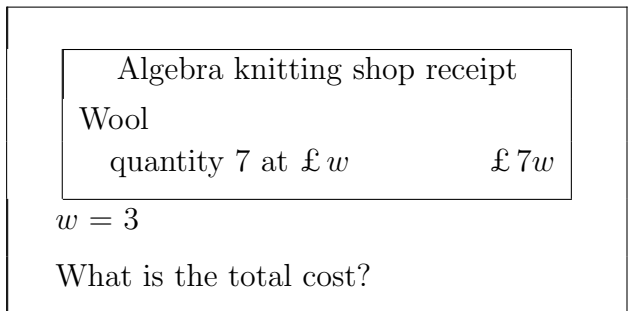 Algebra knitting shop receipt
Wool
quantity 7 at £ w £ 7w
w = 3
What is the total cost?